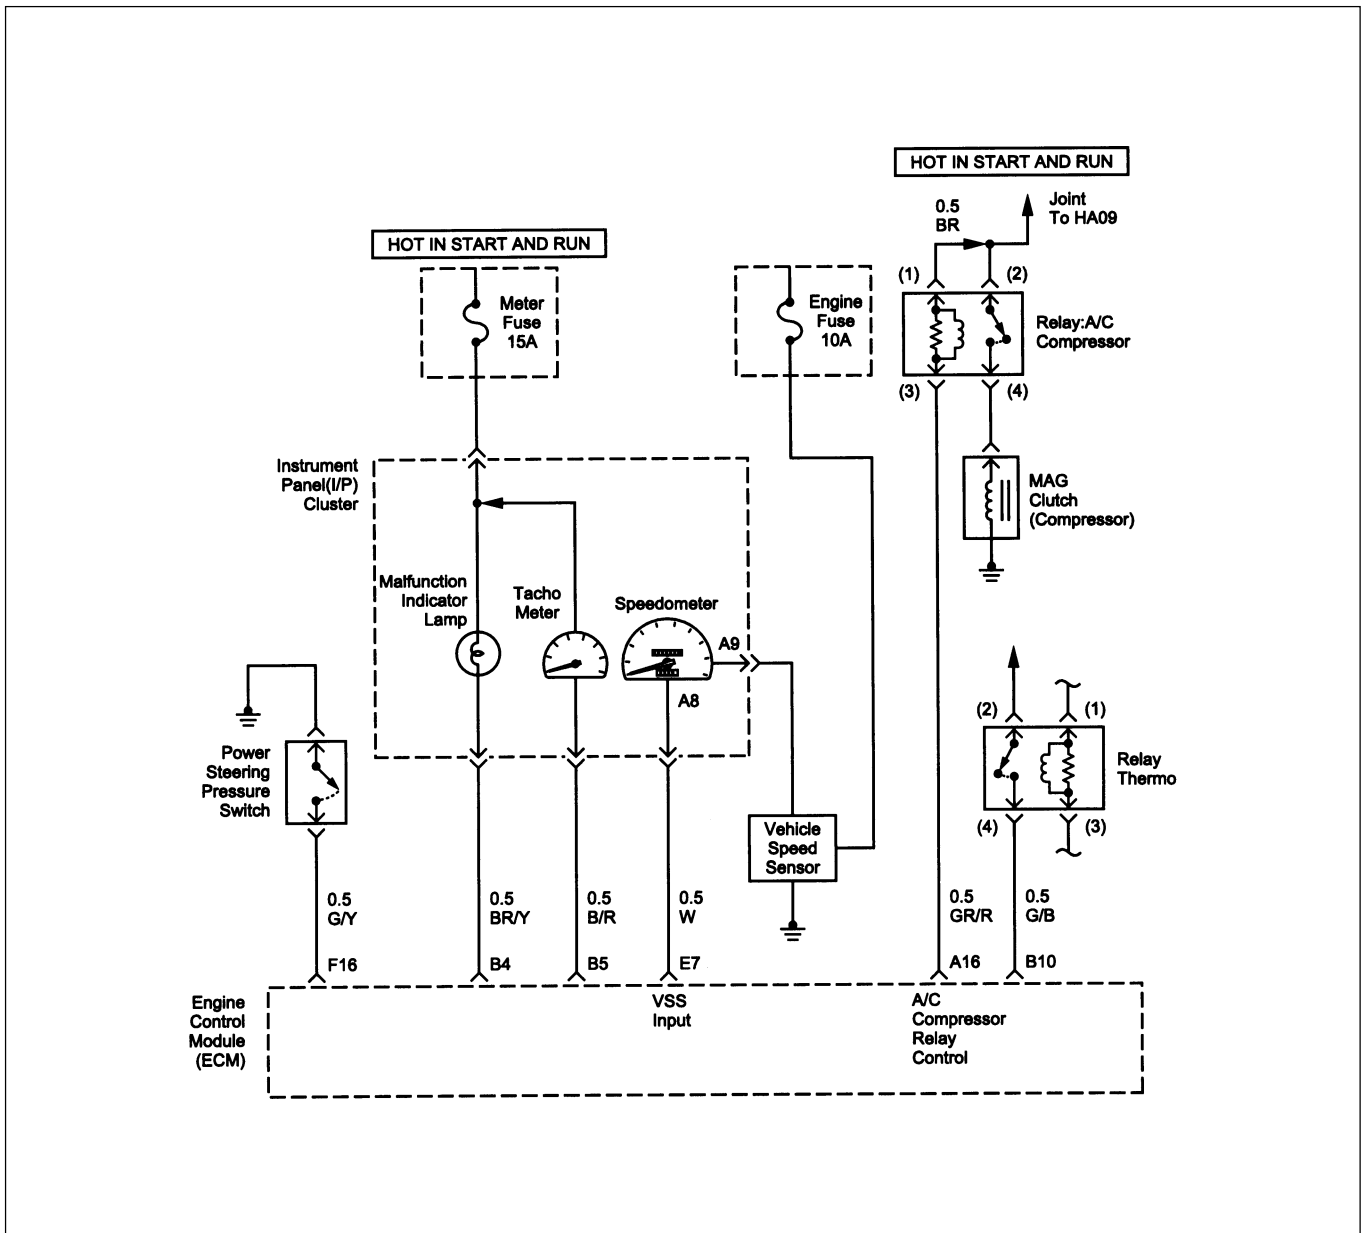 HOT IN START AND RUN
0.5
BR
Joint
To HA09
(1)
(2)
Relay:A/C
Compressor
(3)
(4)
HOT IN START AND RUN
Meter
Fuse
15A
Engine
Fuse
10A
Instrument
Panel(I/P)
Cluster
MAG
Clutch
(Compressor)
Malfunction
Indicator
Lamp
Tacho
Meter
Speedometer
A9
A8
Power
Steering
Pressure
Switch
Vehicle
Speed
Sensor
(2)
(1)
Relay
Thermo
(4)
(3)
0.5
G/Y
0.5
BR/Y
0.5
B/R
0.5
W
0.5
GR/R
0.5
G/B
F16
B4
B5
E7
A16
B10
Engine
Control
Module
(ECM)
VSS
Input
A/C
Compressor
Relay
Control